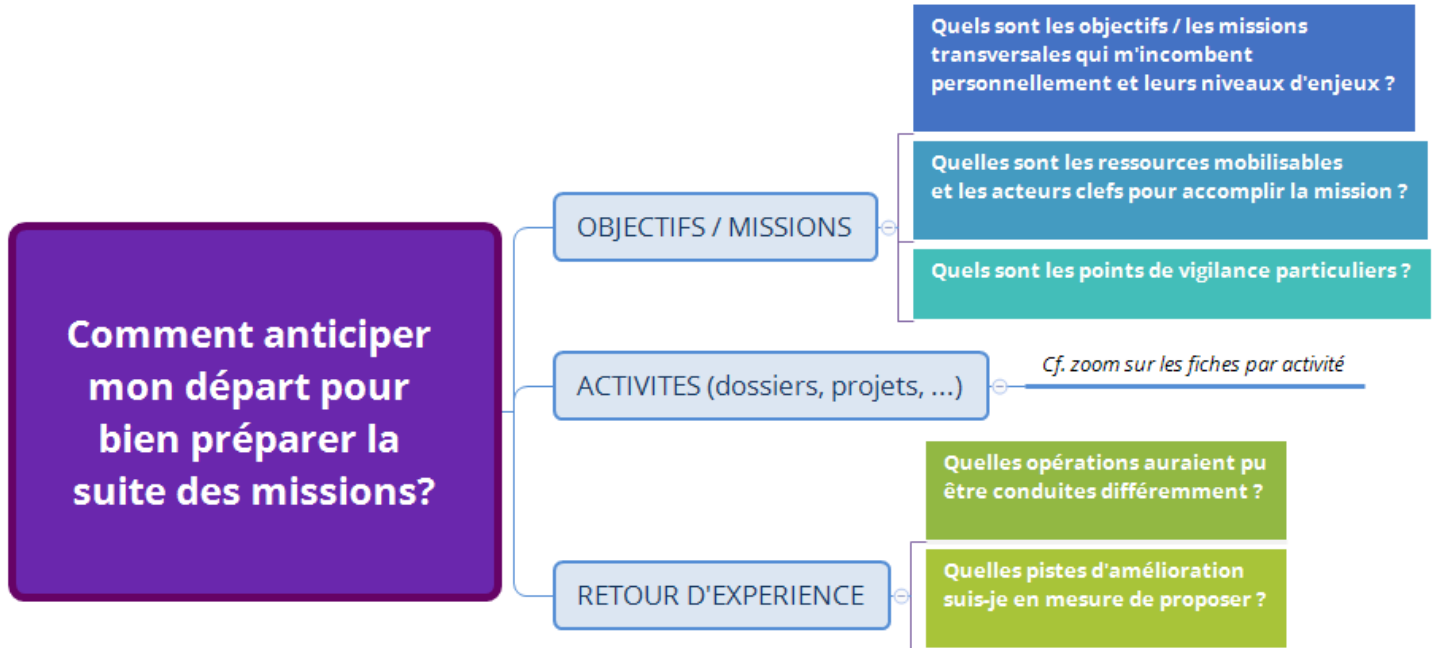 Comment anticiper
mon départ pour
bien préparer la
suite des missions?
OBJECTIFS / MISSIONS
Quels sont les objectifs / les missions
transversales qui m'incombent
personnellement et leurs niveaux d'enjeux ?
Quelles sont les ressources mobilisables
et les acteurs clefs pour accomplir la mission ?
Quels sont les points de vigilance particuliers ?
ACTIVITES (dossiers, projets, ...)
Cf. zoom sur les fiches par activité
RETOUR D'EXPERIENCE
Quelles opérations auraient pu
être conduites différemment ?
Quelles pistes d'amélioration
suis-je en mesure de proposer ?